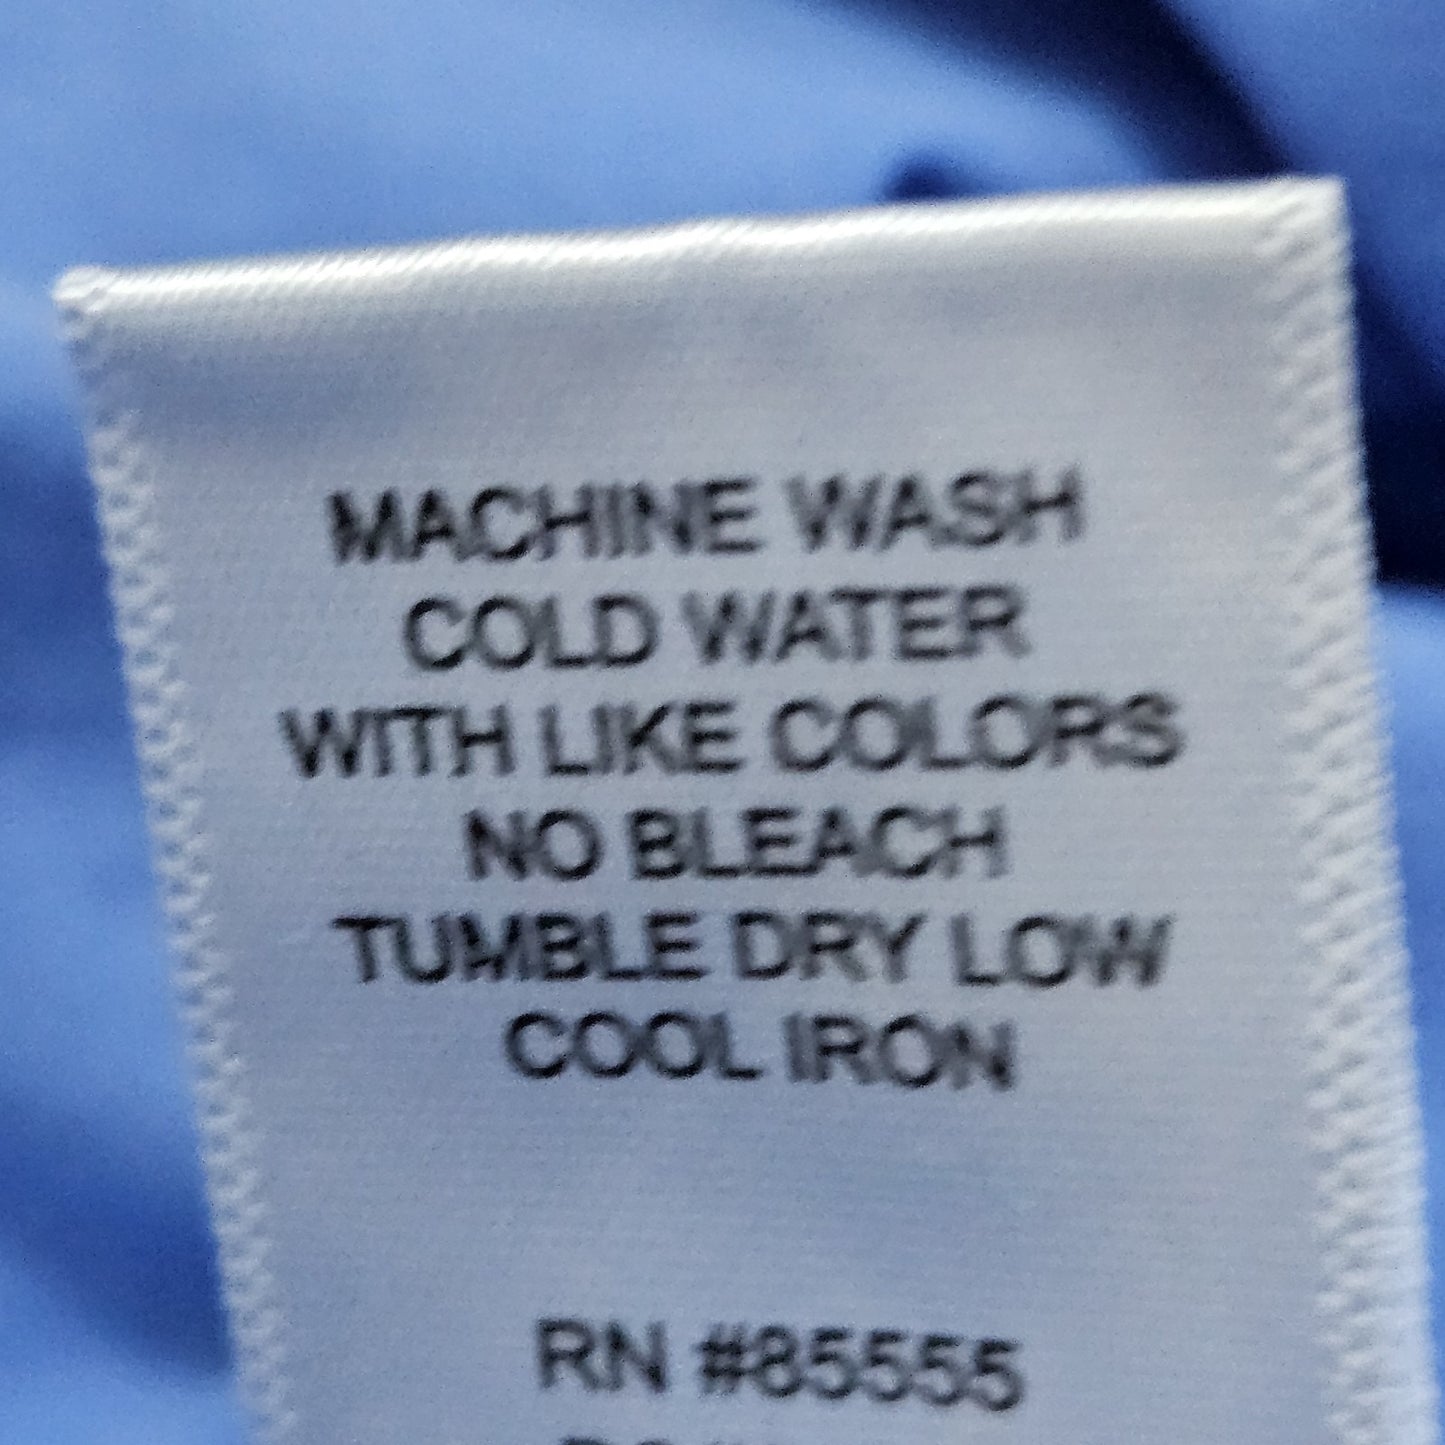 MACHINE WASH
COLD WATER
WITH LIKE COLORS
NO BLEACH
TUMBLE DRY LOW
COOL IRON
RN #85555